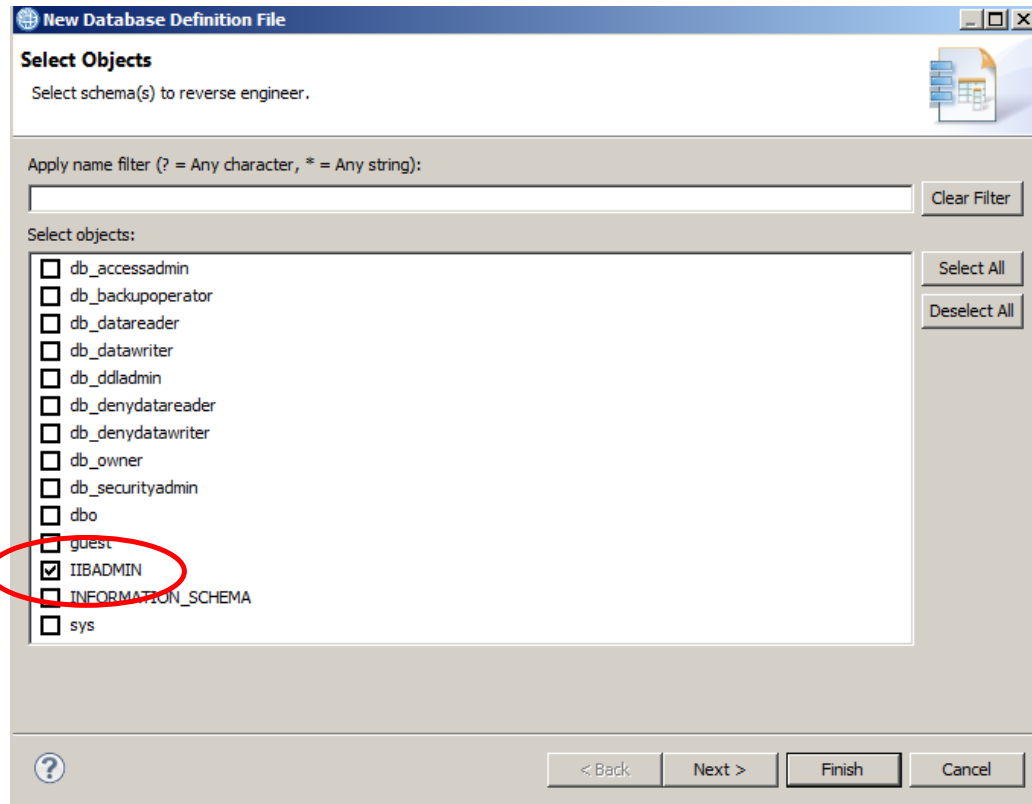 New Database Definition File
Select Objects
Select schema(s) to reverse engineer.
Apply name filter (? = Any character, * = Any string):
Clear Filter
Select objects:
db_accessadmin
Select All
db_backupoperator
db_datareader
Deselect All
db_datawriter
db_ddladmin
db_denydatareader
db_denydatawriter
db_owner
db_securityadmin
dbo
guest
IIBADMIN
INFORMATION_SCHEMA
sys
? < Back Next > Finish Cancel